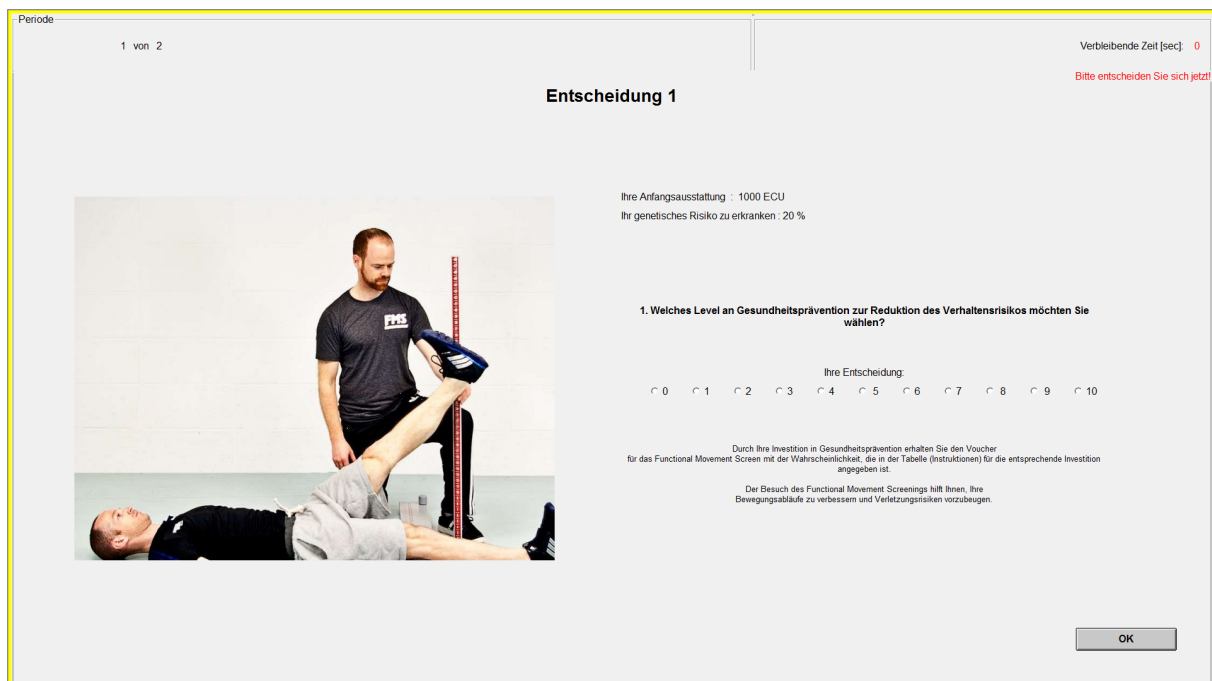 Periode
1 von 2
Verbleibende Zeit [sec]: 0
Bitte entscheiden Sie sich jetzt!
Entscheidung 1
Ihre Anfangsausstattung : 1000 ECU
Ihr genetisches Risiko zu erkranken : 20 %
FMS
1. Welches Level an Gesundheitsprävention zur Reduktion des Verhaltensrisikos möchten Sie
wählen?
Ihre Entscheidung:
0 1 2 3 4 5 6 7 8 9 10
Durch Ihre Investition in Gesundheitsprävention erhalten Sie den Voucher
für das Functional Movement Screen mit der Wahrscheinlichkeit, die in der Tabelle (Instruktionen) für die entsprechende Investition
angegeben ist.
Der Besuch des Functional Movement Screenings hilft Ihnen, Ihre
Bewegungsabläufe zu verbessern und Verletzungsrisiken vorzubeugen.
OK